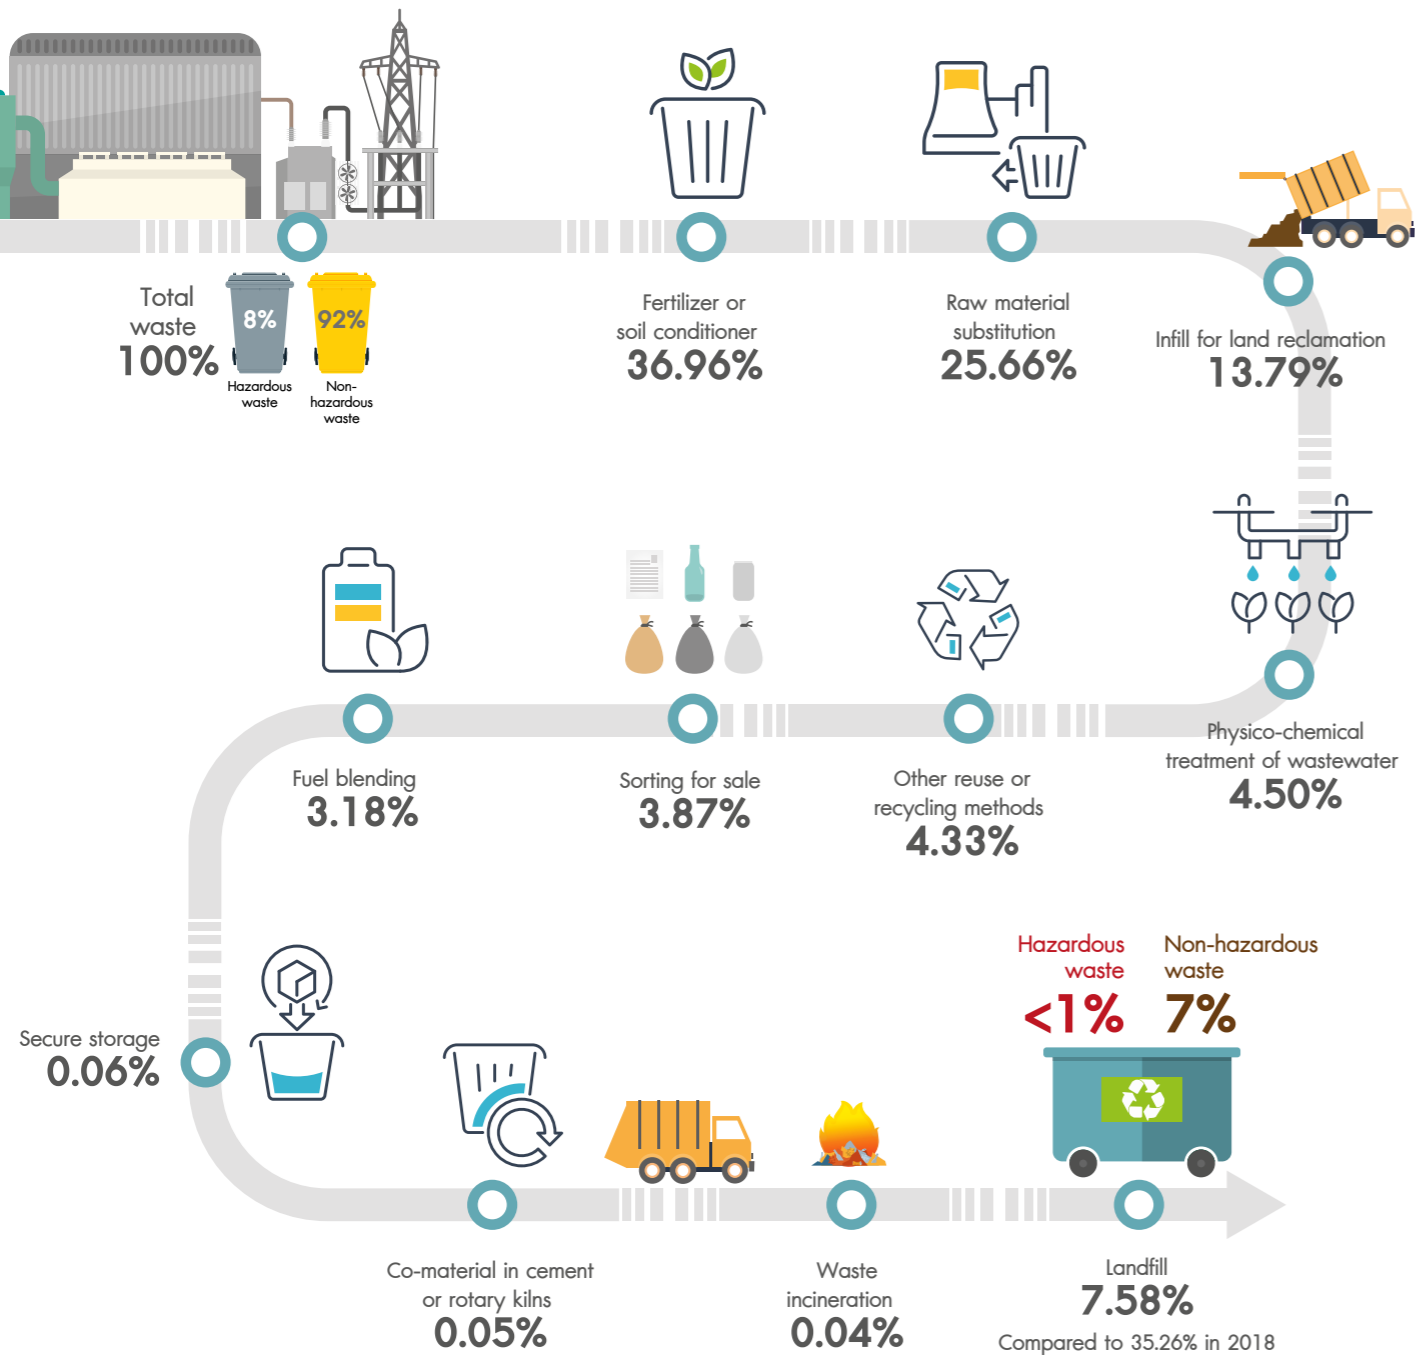 Total
waste
100%
8%
Hazardous
waste
92%
Non-
hazardous
waste
Fertilizer or
soil conditioner
36.96%
Raw material
substitution
25.66%
Infill for land reclamation
13.79%
Physico-chemical
treatment of wastewater
4.50%
Other reuse or
recycling methods
4.33%
Sorting for sale
3.87%
Fuel blending
3.18%
Secure storage
0.06%
Co-material in cement
or rotary kilns
0.05%
Waste
incineration
0.04%
Hazardous
waste
<1%
Non-hazardous
waste
7%
Landfill
7.58%
Compared to 35.26% in 2018